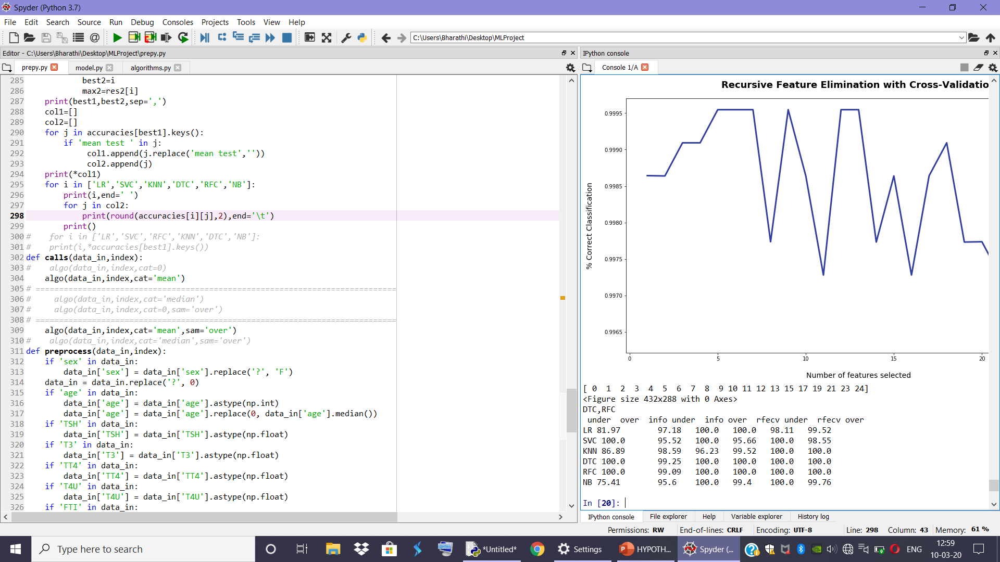 Spyder (Python 3.7)
File Edit Search Source Run Debug Consoles Projects Tools View Help
C:\Users\Bharathi\Desktop\MLProject
Editor - C:\Users\Bharathi\Desktop\MLProject\prepy.py
prepy.py model.py algorithms.py
285             best2=i
286             max2=res2[i]
287     print(best1,best2,sep=',')
288     col1=[]
289     col2=[]
290     for j in accuracies[best1].keys():
291         if 'mean test ' in j:
292              col1.append(j.replace('mean test',''))
293              col2.append(j)
294     print(*col1)
295     for i in ['LR','SVC','KNN','DTC','RFC','NB']:
296         print(i,end=' ')
297         for j in col2:
298             print(round(accuracies[i][j],2),end='\t')
299         print()
300 #    for i in ['LR','SVC','RFC','KNN','DTC','NB']:
301 #    print(i,*accuracies[best1].keys())
302 def calls(data_in,index):
303 #    algo(data_in,index,cat=0)
304     algo(data_in,index,cat='mean')
305 # =============================================================================
306 #     algo(data_in,index,cat='median')
307 #     algo(data_in,index,cat=0,sam='over')
308 # =============================================================================
309     algo(data_in,index,cat='mean',sam='over')
310 #    algo(data_in,index,cat='median',sam='over')
311 def preprocess(data_in,index):
312     if 'sex' in data_in:
313         data_in['sex'] = data_in['sex'].replace('?', 'F')
314     data_in = data_in.replace('?', 0)
315     if 'age' in data_in:
316         data_in['age'] = data_in['age'].astype(np.int)
317         data_in['age'] = data_in['age'].replace(0, data_in['age'].median())
318     if 'TSH' in data_in:
319         data_in['TSH'] = data_in['TSH'].astype(np.float)
320     if 'T3' in data_in:
321         data_in['T3'] = data_in['T3'].astype(np.float)
322     if 'TT4' in data_in:
323         data_in['TT4'] = data_in['TT4'].astype(np.float)
324     if 'T4U' in data_in:
325         data_in['T4U'] = data_in['T4U'].astype(np.float)
326     if 'FTI' in data_in:
IPython console
Console 1/A
Recursive Feature Elimination with Cross-Validatio
% Correct Classification
0.9995
0.9990
0.9985
0.9980
0.9975
0.9970
0.9965
0 5 10 15 20
Number of features selected
[ 0  1  2  3  4  5  6  7  8  9 10 11 12 13 15 17 19 21 23 24]
<Figure size 432x288 with 0 Axes>
DTC,RFC
 under  over  info under  info over  rfecv under  rfecv over
LR 81.97 97.18 100.0 100.0 98.11 99.52
SVC 100.0 95.52 100.0 95.66 100.0 98.55
KNN 86.89 98.59 96.23 99.52 100.0 100.0
DTC 100.0 99.25 100.0 100.0 100.0 100.0
RFC 100.0 99.09 100.0 100.0 100.0 100.0
NB 75.41 95.6 100.0 99.4 100.0 99.76
In [20]:
IPython console File explorer Help Variable explorer History log
Permissions: RW End-of-lines: CRLF Encoding: UTF-8 Line: 298 Column: 43 Memory: 61 %
Type here to search
*Untitled* Settings HYPOTH... Spyder (... ENG
12:59
10-03-20